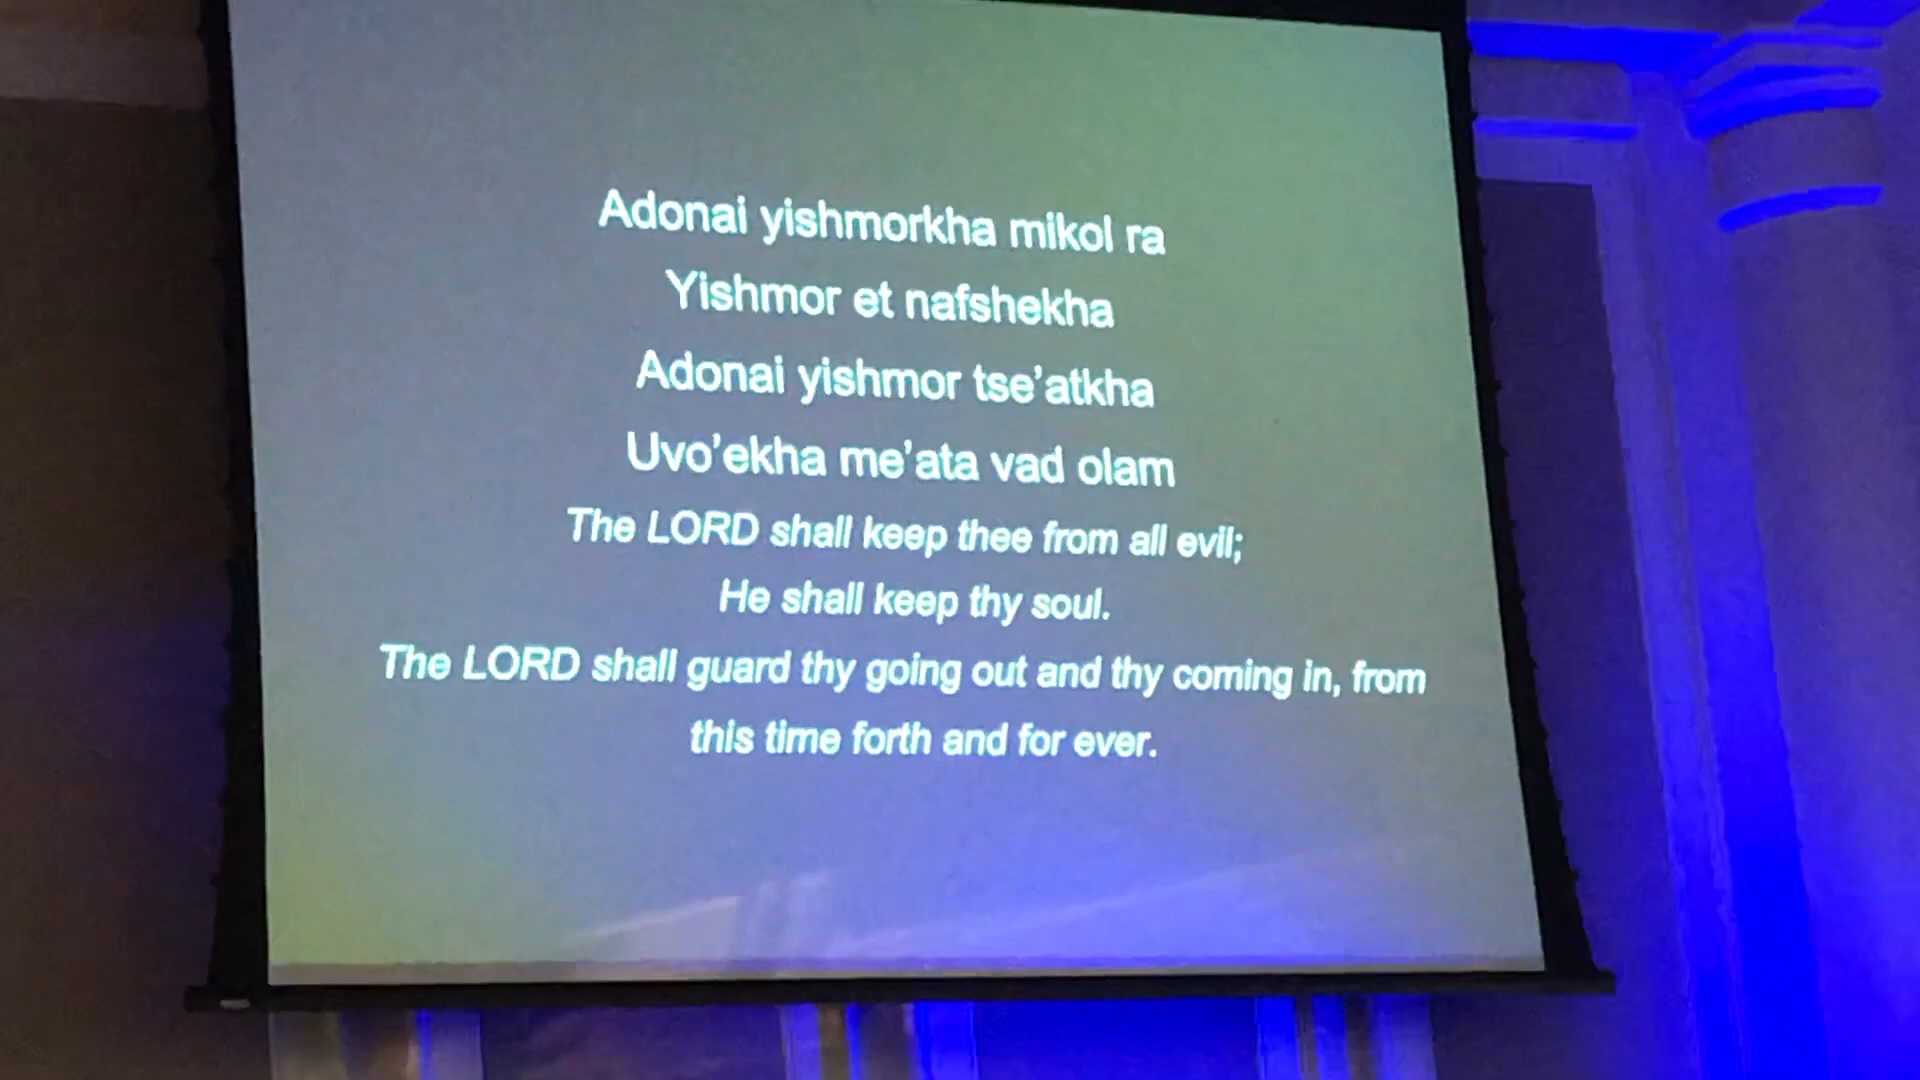 Adonai yishmorkha mikol ra
Yishmor et nafshekha
Adonai yishmor tse’atkha
Uvo’ekha me’ata vad olam
The LORD shall keep thee from all evil;
He shall keep thy soul.
The LORD shall guard thy going out and thy coming in, from
this time forth and for ever.